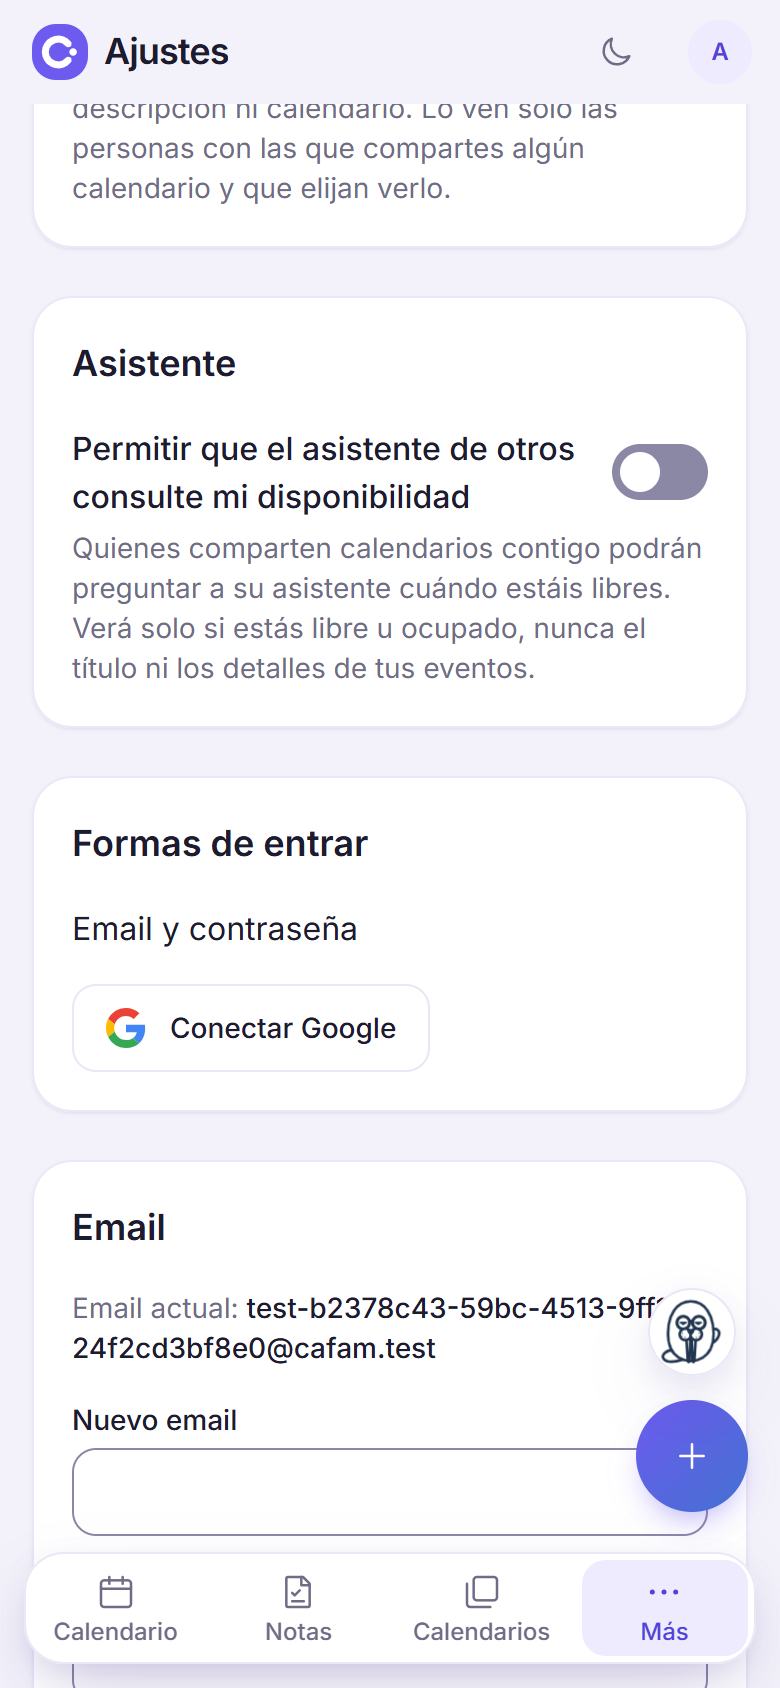 Ajustes
A
descripción ni calendario. Lo ven solo las
personas con las que compartes algún
calendario y que elijan verlo.
Asistente
Permitir que el asistente de otros
consulte mi disponibilidad
Quienes comparten calendarios contigo podrán
preguntar a su asistente cuándo estáis libres.
Verá solo si estás libre u ocupado, nunca el
título ni los detalles de tus eventos.
Formas de entrar
Email y contraseña
Conectar Google
Email
Email actual: test-b2378c43-59bc-4513-9ff
24f2cd3bf8e0@cafam.test
Nuevo email
Calendario
Notas
Calendarios
Más